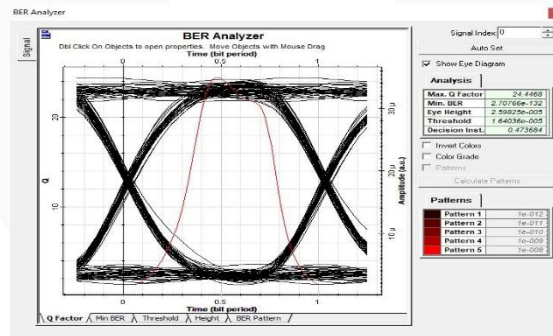 BER Analyzer
Signal
BER Analyzer
Dbl Click On Objects to open properties. Move Objects with Mouse Drag
Time (bit period)
0 0.5 1
Q
20
10
30 μ
20 μ
10 μ
Amplitude (a.u.)
0 0.5 1
Time (bit period)
Q Factor Min BER Threshold Height BER Pattern
Signal Index: 0
Auto Set
Show Eye Diagram
Analysis
Max. Q Factor 24.4468
Min. BER 2.70766e-132
Eye Height 2.59825e-005
Threshold 1.64036e-005
Decision Inst. 0.473684
Invert Colors
Color Grade
Patterns
Calculate Patterns
Patterns
Pattern 1 1e-012
Pattern 2 1e-011
Pattern 3 1e-010
Pattern 4 1e-009
Pattern 5 1e-008